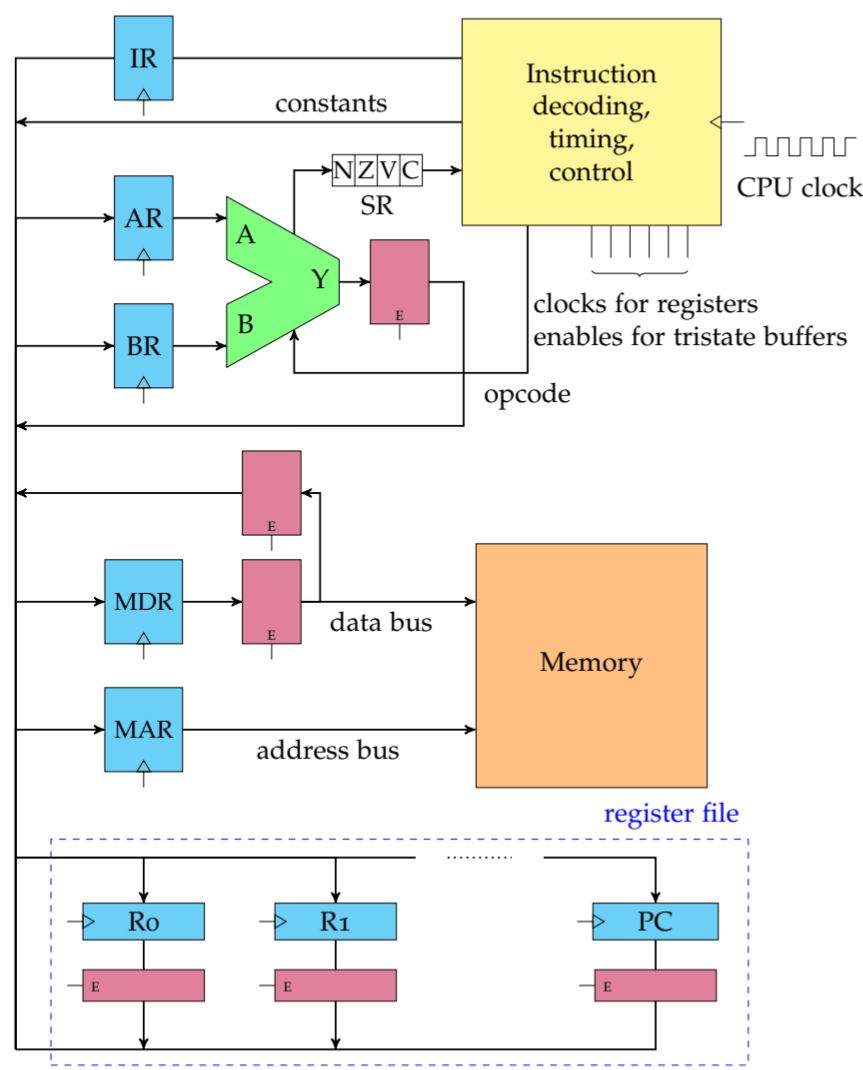 IR
Instruction
decoding,
timing,
control
constants
CPU clock
N Z V C
SR
AR
A
Y
B
E
BR
clocks for registers
enables for tristate buffers
opcode
E
MDR
E
data bus
Memory
MAR
address bus
register file
R0
R1
PC
E
E
E